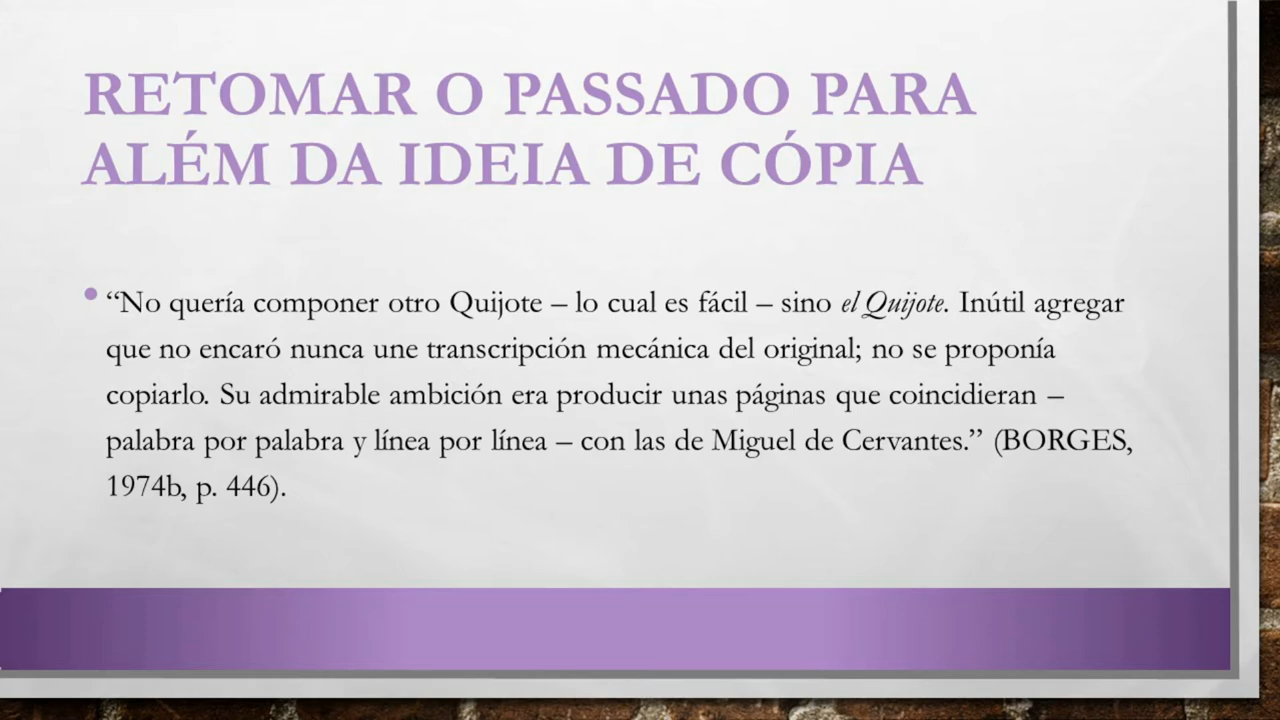 RETOMAR O PASSADO PARA
ALÉM DA IDEIA DE CÓPIA
• “No quería componer otro Quijote – lo cual es fácil – sino el Quijote. Inútil agregar
que no encaró nunca une transcripción mecánica del original; no se proponía
copiarlo. Su admirable ambición era producir unas páginas que coincidieran –
palabra por palabra y línea por línea – con las de Miguel de Cervantes.” (BORGES,
1974b, p. 446).